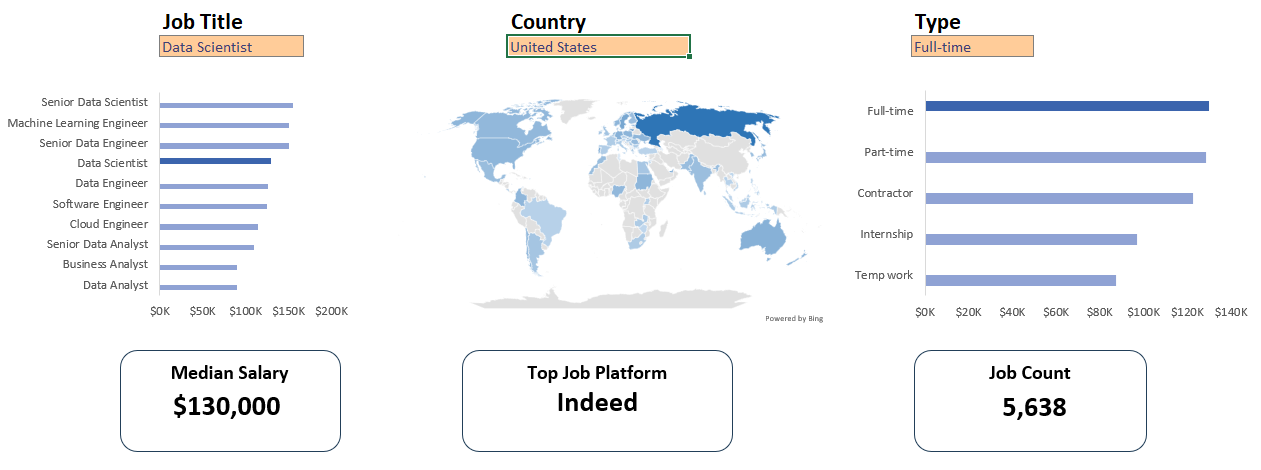 Job Title
Data Scientist
Country
United States
Type
Full-time
Senior Data Scientist
Machine Learning Engineer
Senior Data Engineer
Data Scientist
Data Engineer
Software Engineer
Cloud Engineer
Senior Data Analyst
Business Analyst
Data Analyst
$0K $50K $100K $150K $200K
Powered by Bing
Full-time
Part-time
Contractor
Internship
Temp work
$0K $20K $40K $60K $80K $100K $120K $140K
Median Salary
$130,000
Top Job Platform
Indeed
Job Count
5,638